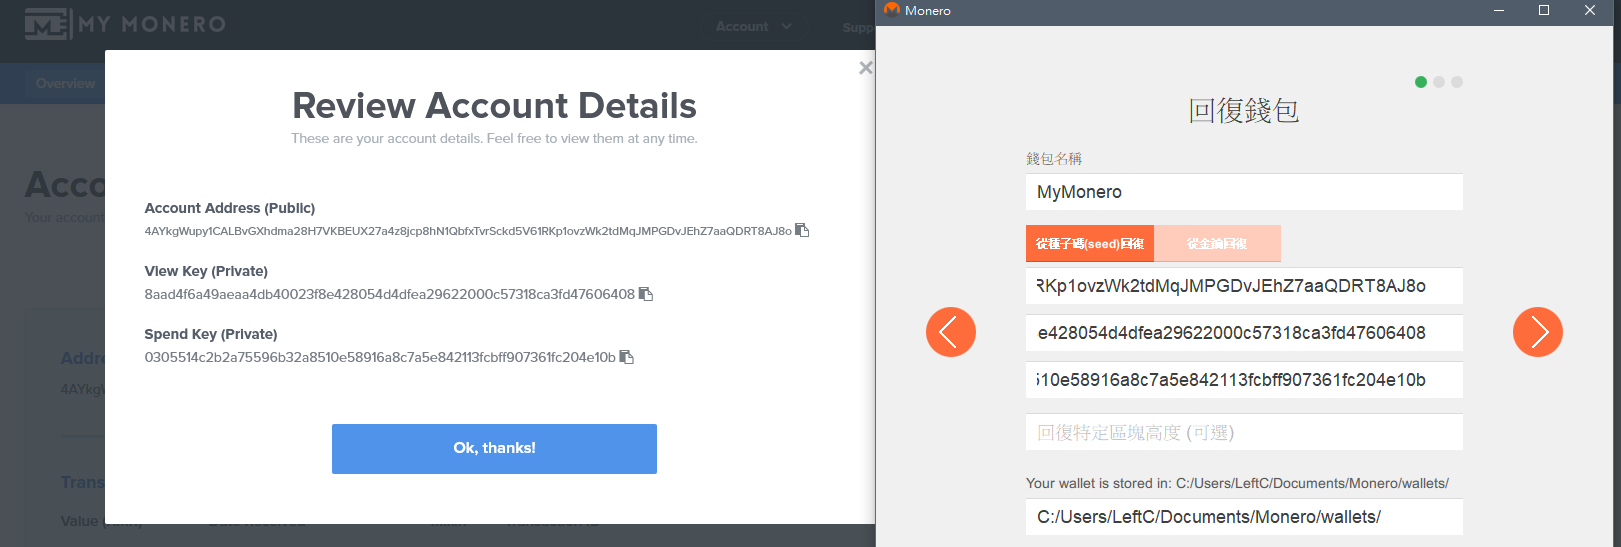 MY MONERO
Account
Supp
Overview
Acco
Your account
Addre
4AYkgW
Trans
Review Account Details
These are your account details. Feel free to view them at any time.
Account Address (Public)
4AYkgWupy1CALBvGXhdma28H7VKBEUX27a4z8jcp8hN1QbfxTvrSckd5V61RKp1ovzWk2tdMqJMPGDvJEhZ7aaQDRT8AJ8o
View Key (Private)
8aad4f6a49aeaa4db40023f8e428054d4dfea29622000c57318ca3fd47606408
Spend Key (Private)
0305514c2b2a75596b32a8510e58916a8c7a5e842113fcbff907361fc204e10b
Ok, thanks!
Monero
回復錢包
錢包名稱
MyMonero
從種子碼(seed)回復 從金鑰回復
RKp1ovzWk2tdMqJMPGDvJEhZ7aaQDRT8AJ8o
e428054d4dfea29622000c57318ca3fd47606408
510e58916a8c7a5e842113fcbff907361fc204e10b
回復特定區塊高度 (可選)
Your wallet is stored in: C:/Users/LeftC/Documents/Monero/wallets/
C:/Users/LeftC/Documents/Monero/wallets/